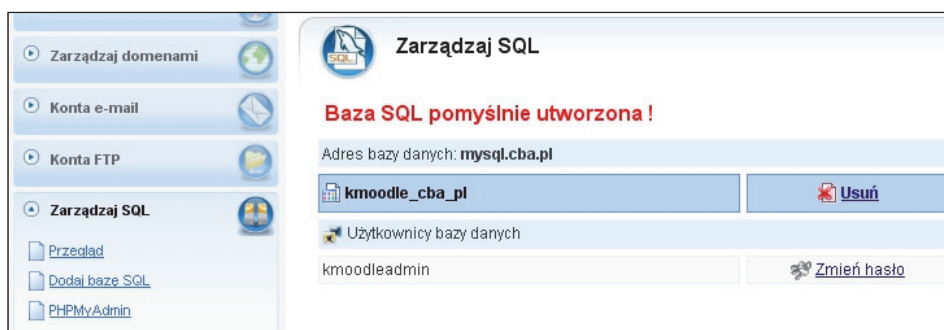 Zarządzaj domenami
Konta e-mail
Konta FTP
Zarządzaj SQL
Przegląd
Dodaj bazę SQL
PHPMyAdmin
SQL
Zarządzaj SQL
Baza SQL pomyślnie utworzona !
Adres bazy danych: mysql.cba.pl
kmoodle_cba_pl Usuń
Użytkownicy bazy danych
kmoodleadmin Zmień hasło